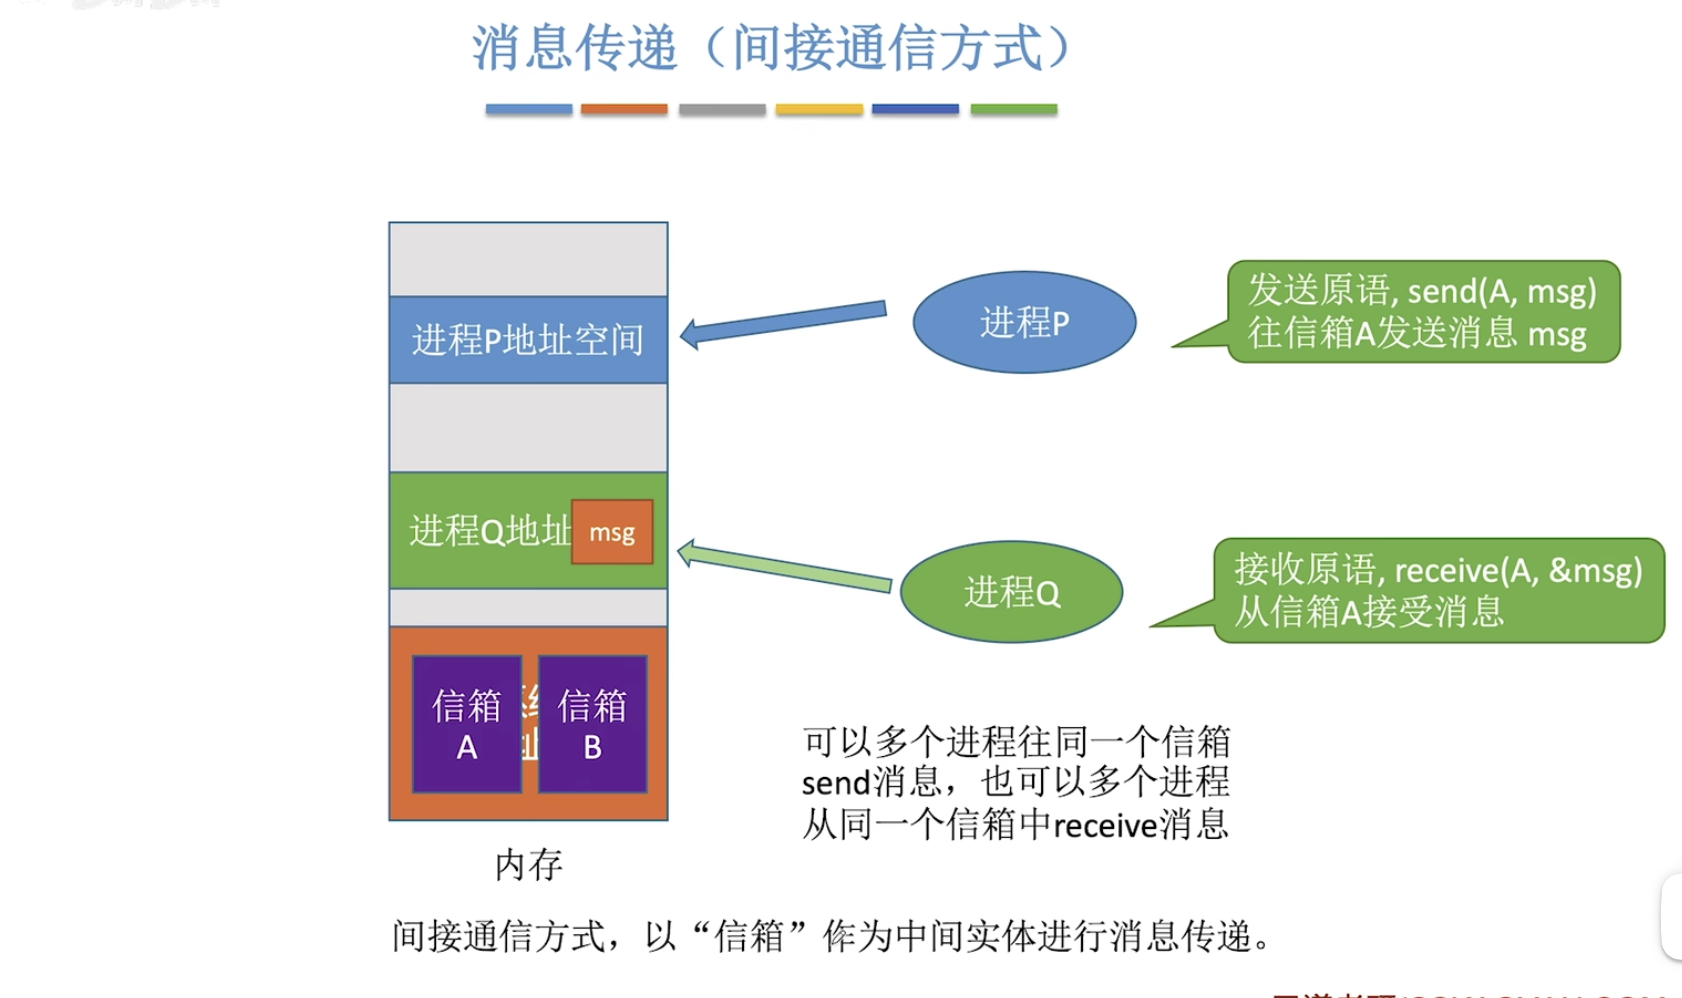 消息传递（间接通信方式）
进程P地址空间
进程P
发送原语, send(A, msg)
往信箱A发送消息 msg
进程Q地址
msg
进程Q
接收原语, receive(A, &msg)
从信箱A接受消息
信箱
A
信箱
B
可以多个进程往同一个信箱
send消息，也可以多个进程
从同一个信箱中receive消息
内存
间接通信方式，以“信箱”作为中间实体进行消息传递。